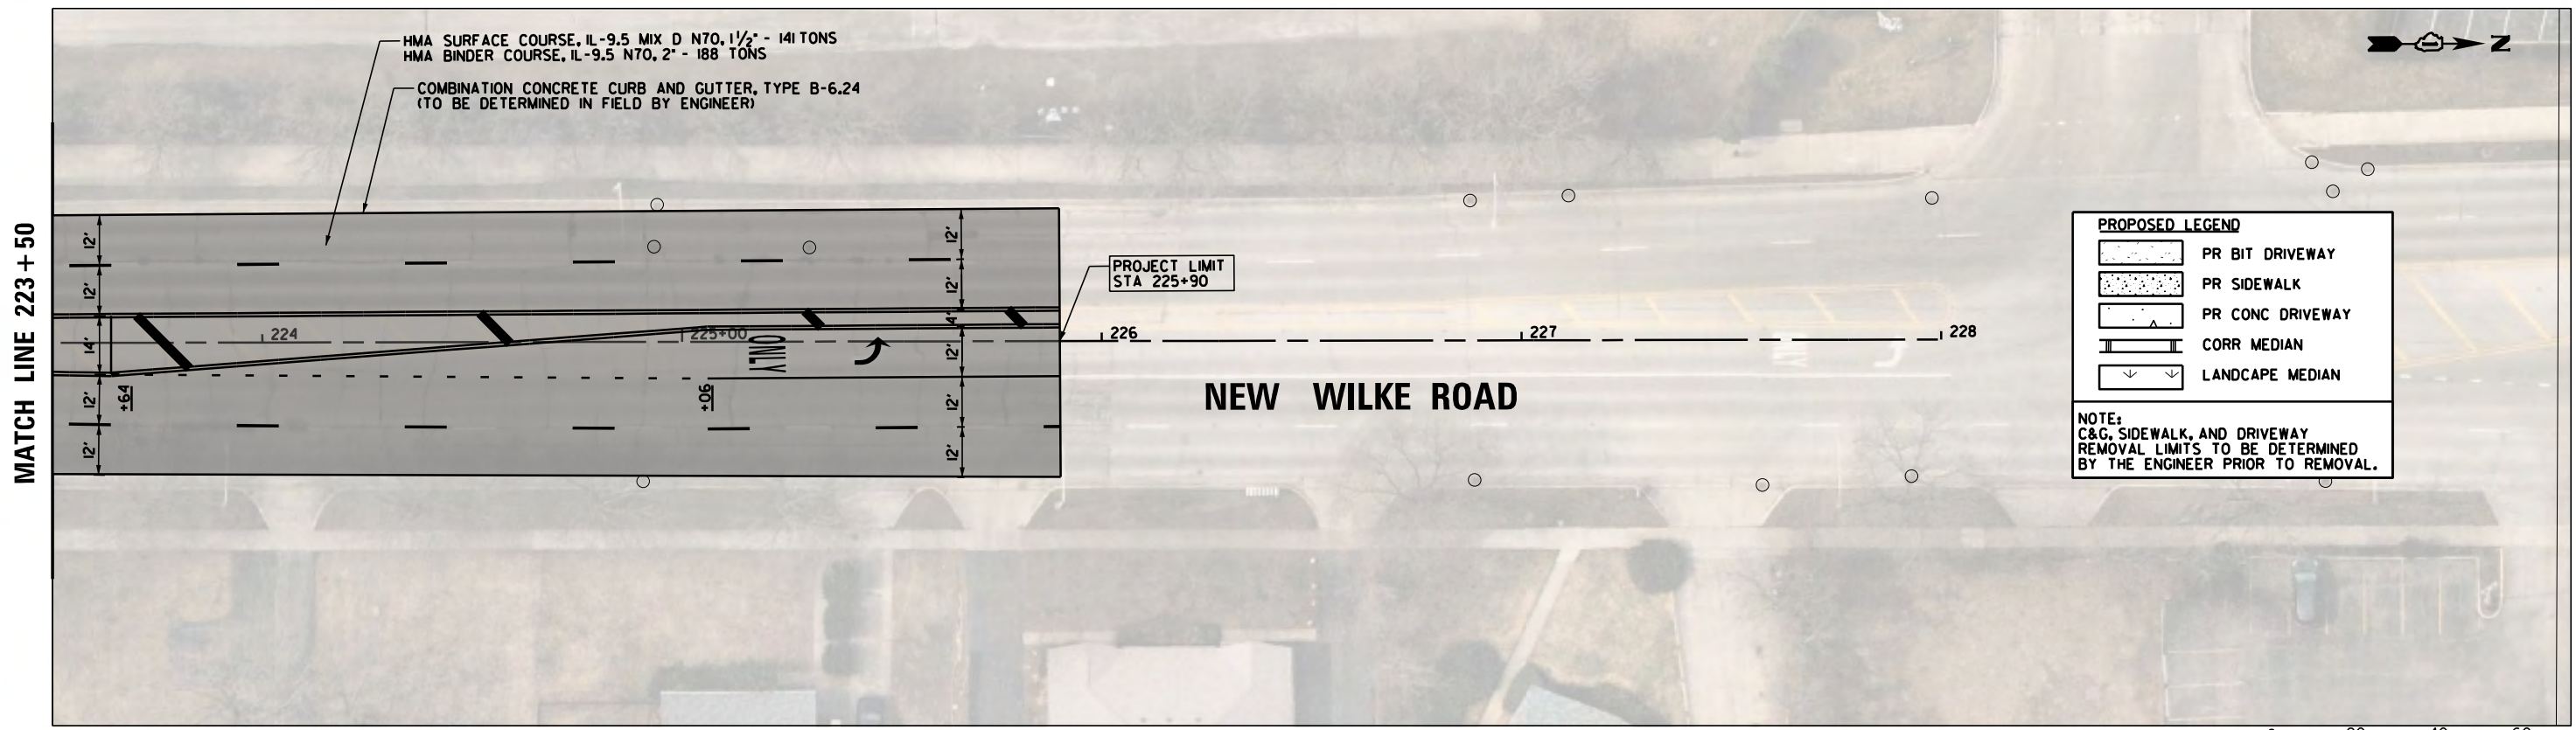 HMA SURFACE COURSE, IL-9.5 MIX D N70, 1 1/2" - 141 TONS
HMA BINDER COURSE, IL-9.5 N70, 2" - 188 TONS
COMBINATION CONCRETE CURB AND GUTTER, TYPE B-6.24
(TO BE DETERMINED IN FIELD BY ENGINEER)
N
MATCH LINE 223+50
12'
12'
14'
12'
12'
+64
224
225+00
+06
ONLY
12'
12'
4'
12'
12'
12'
PROJECT LIMIT
STA 225+90
226
227
228
NEW WILKE ROAD
PROPOSED LEGEND
PR BIT DRIVEWAY
PR SIDEWALK
PR CONC DRIVEWAY
CORR MEDIAN
LANDSCAPE MEDIAN
NOTE:
C&G, SIDEWALK, AND DRIVEWAY
REMOVAL LIMITS TO BE DETERMINED
BY THE ENGINEER PRIOR TO REMOVAL.